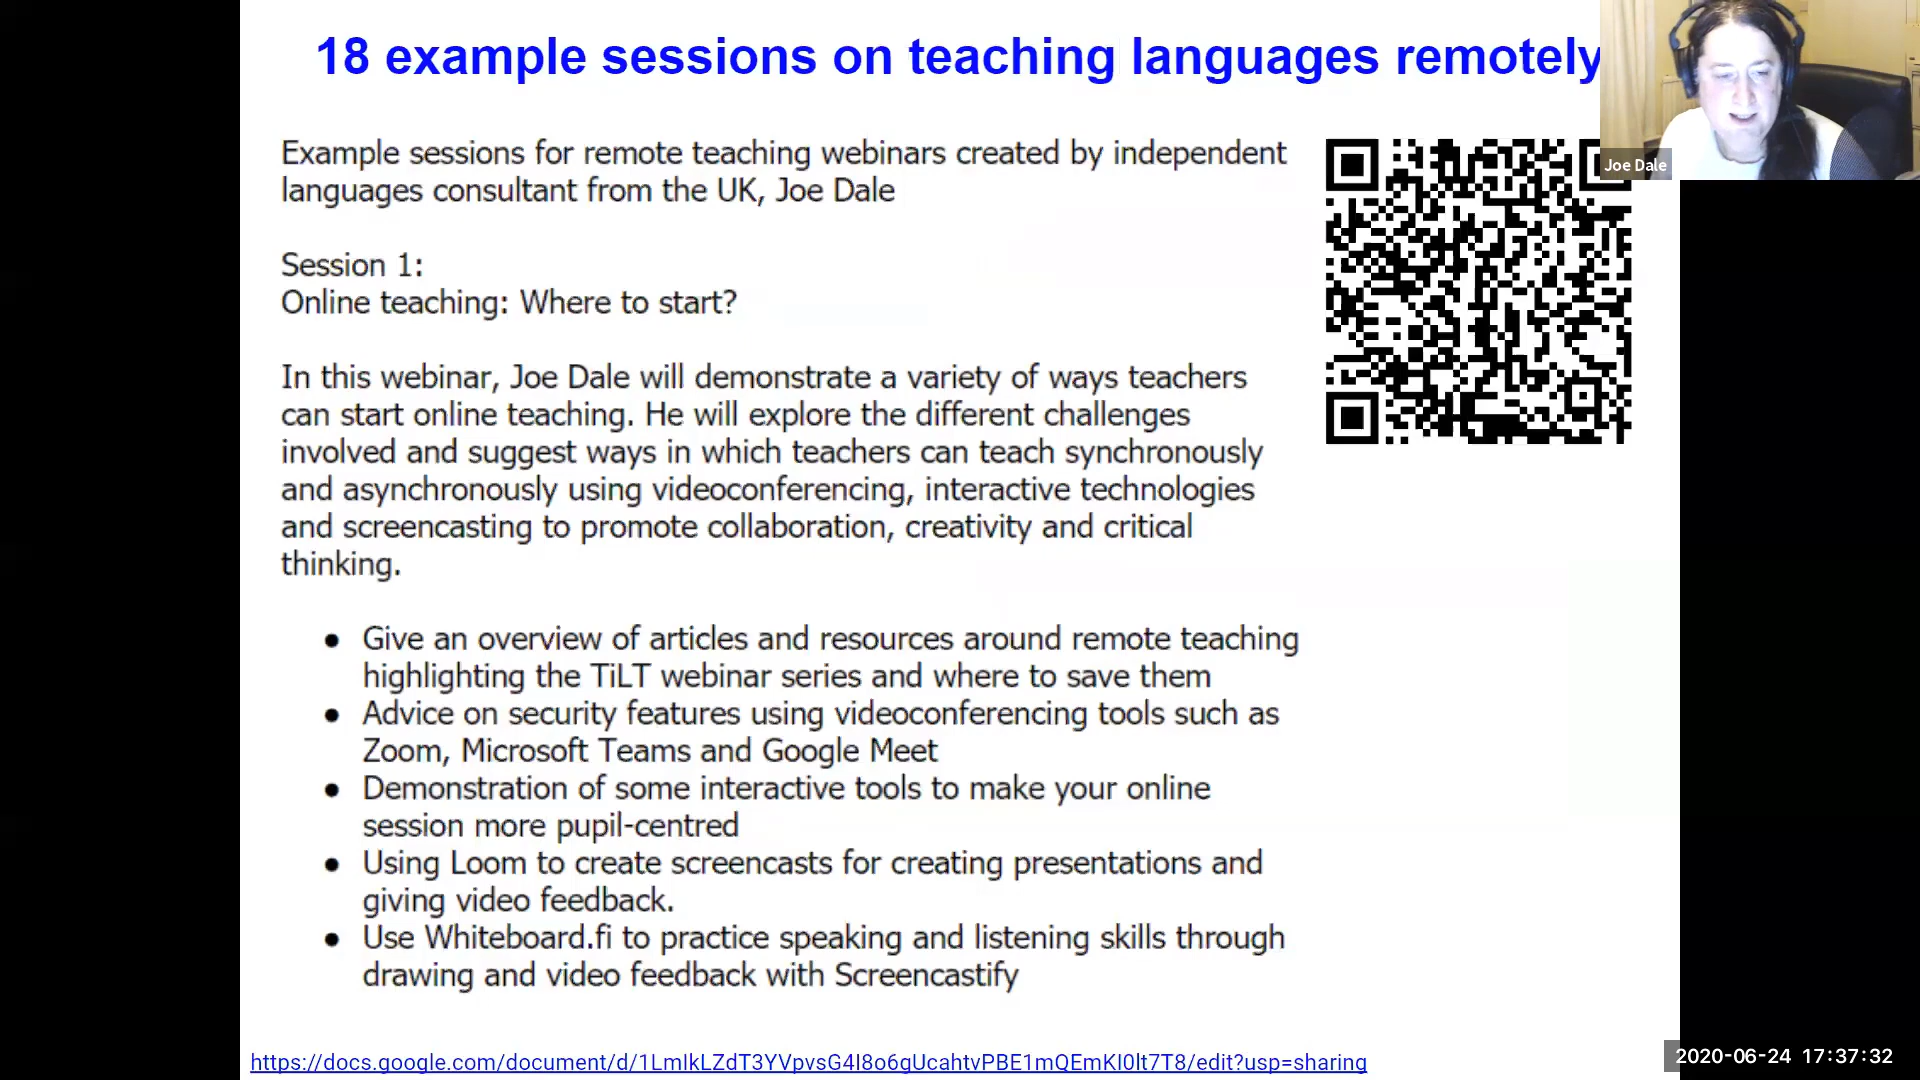 18 example sessions on teaching languages remotely
Joe Dale
Example sessions for remote teaching webinars created by independent
languages consultant from the UK, Joe Dale
Session 1:
Online teaching: Where to start?
In this webinar, Joe Dale will demonstrate a variety of ways teachers
can start online teaching. He will explore the different challenges
involved and suggest ways in which teachers can teach synchronously
and asynchronously using videoconferencing, interactive technologies
and screencasting to promote collaboration, creativity and critical
thinking.
● Give an overview of articles and resources around remote teaching
highlighting the TiLT webinar series and where to save them
● Advice on security features using videoconferencing tools such as
Zoom, Microsoft Teams and Google Meet
● Demonstration of some interactive tools to make your online
session more pupil-centred
● Using Loom to create screencasts for creating presentations and
giving video feedback.
● Use Whiteboard.fi to practice speaking and listening skills through
drawing and video feedback with Screencastify
https://docs.google.com/document/d/1LmIkLZdT3YVpvsG4I8o6gUcahtvPBE1mQEmKI0lt7T8/edit?usp=sharing
2020-06-24 17:37:32